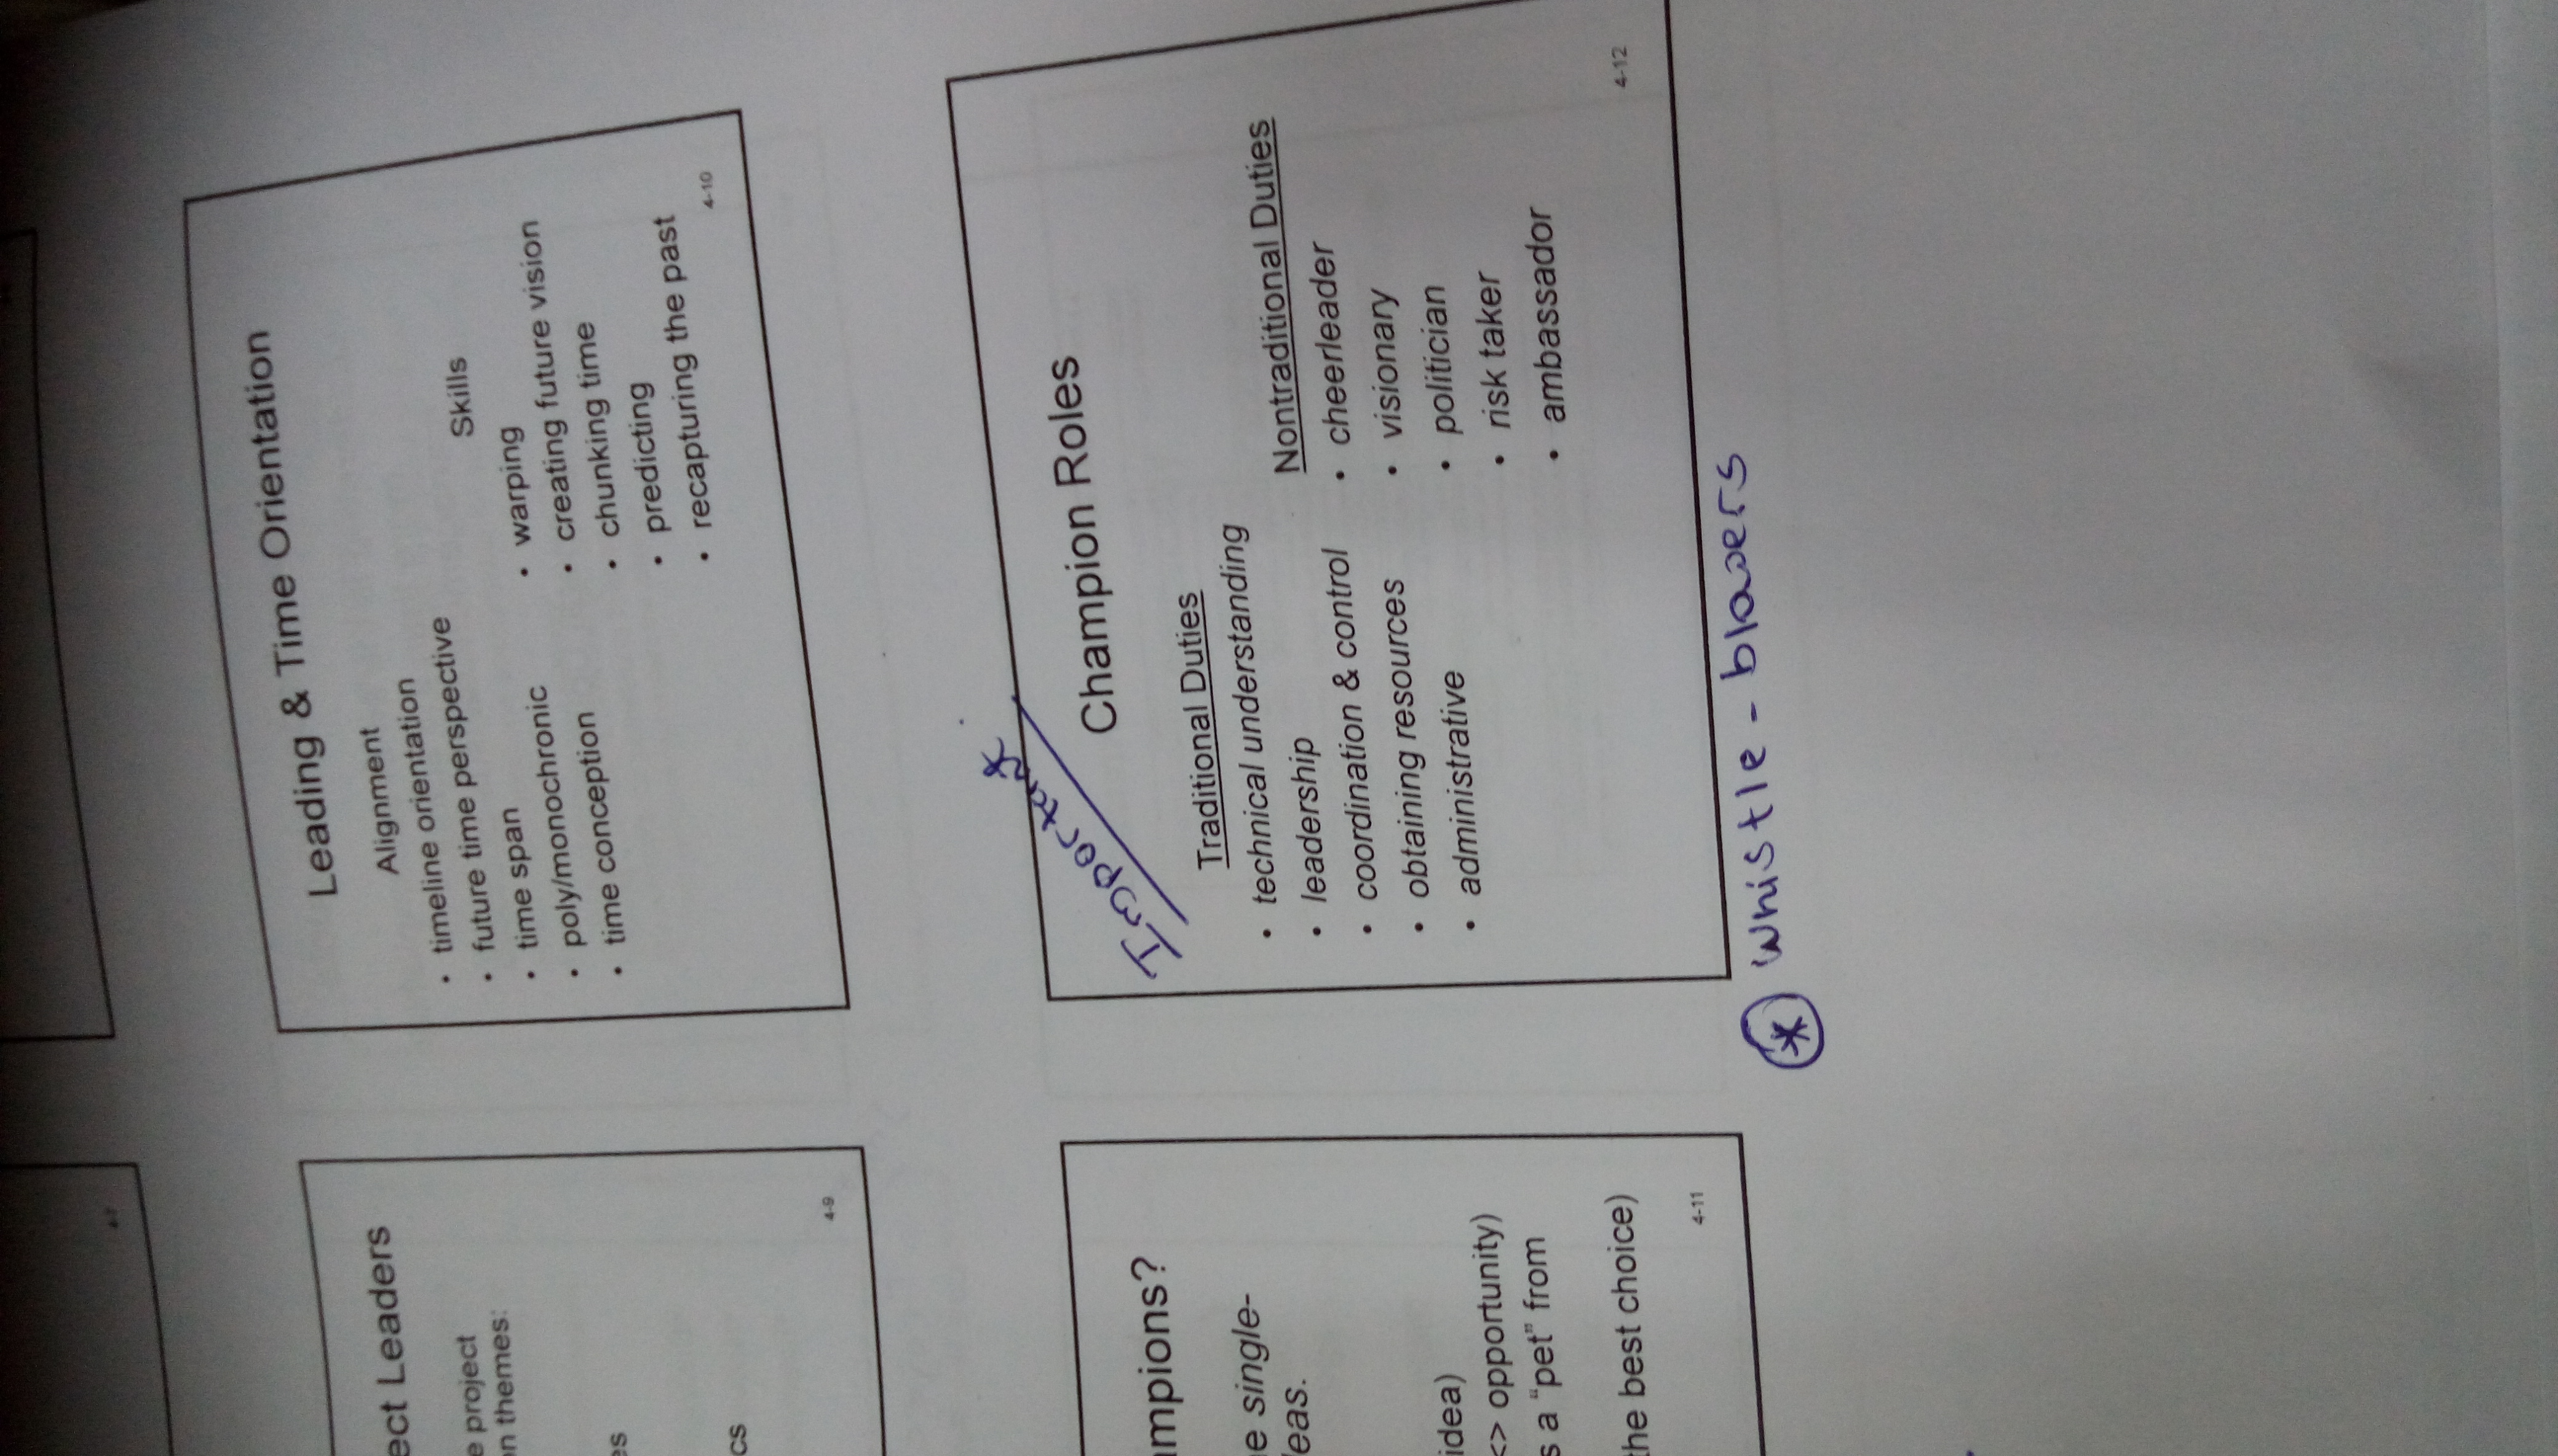 4-7
ect Leaders
e project
n themes:
es
cs
4-9
Leading & Time Orientation
Alignment
• timeline orientation
• future time perspective
• time span
• poly/monochronic
• time conception
Skills
• warping
• creating future vision
• chunking time
• predicting
• recapturing the past
4-10
mpions?
e single-
eas.
idea)
<> opportunity)
s a “pet” from
the best choice)
4-11
*
Champion Roles
Traditional Duties
• technical understanding
• leadership
• coordination & control
• obtaining resources
• administrative
Nontraditional Duties
• cheerleader
• visionary
• politician
• risk taker
• ambassador
4-12
* whistle-blowers